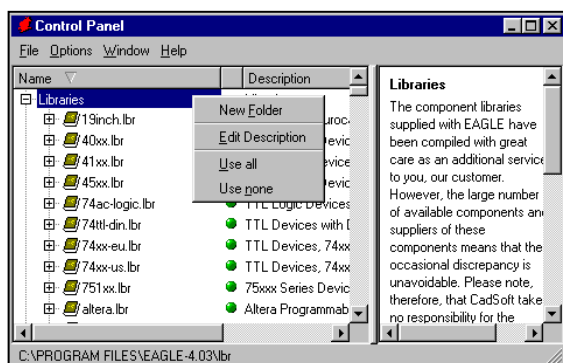 Control Panel
File Options Window Help
Name Description
Libraries
19inch.lbr
40xx.lbr
41xx.lbr
45xx.lbr
74ac-logic.lbr TTL Logic Devices
74ttl-din.lbr TTL Devices with
74xx-eu.lbr TTL Devices, 74xx
74xx-us.lbr TTL Devices, 74xx
751xx.lbr 75xxx Series Devic
altera.lbr Altera Programmab
New Folder
Edit Description
Use all
Use none
Libraries
The component libraries
supplied with EAGLE have
been compiled with great
care as an additional service
to you, our customer.
However, the large number
of available components and
suppliers of these
components means that the
occasional discrepancy is
unavoidable. Please note,
therefore, that CadSoft take
no responsibility for the
C:\PROGRAM FILES\EAGLE-4.03\lbr